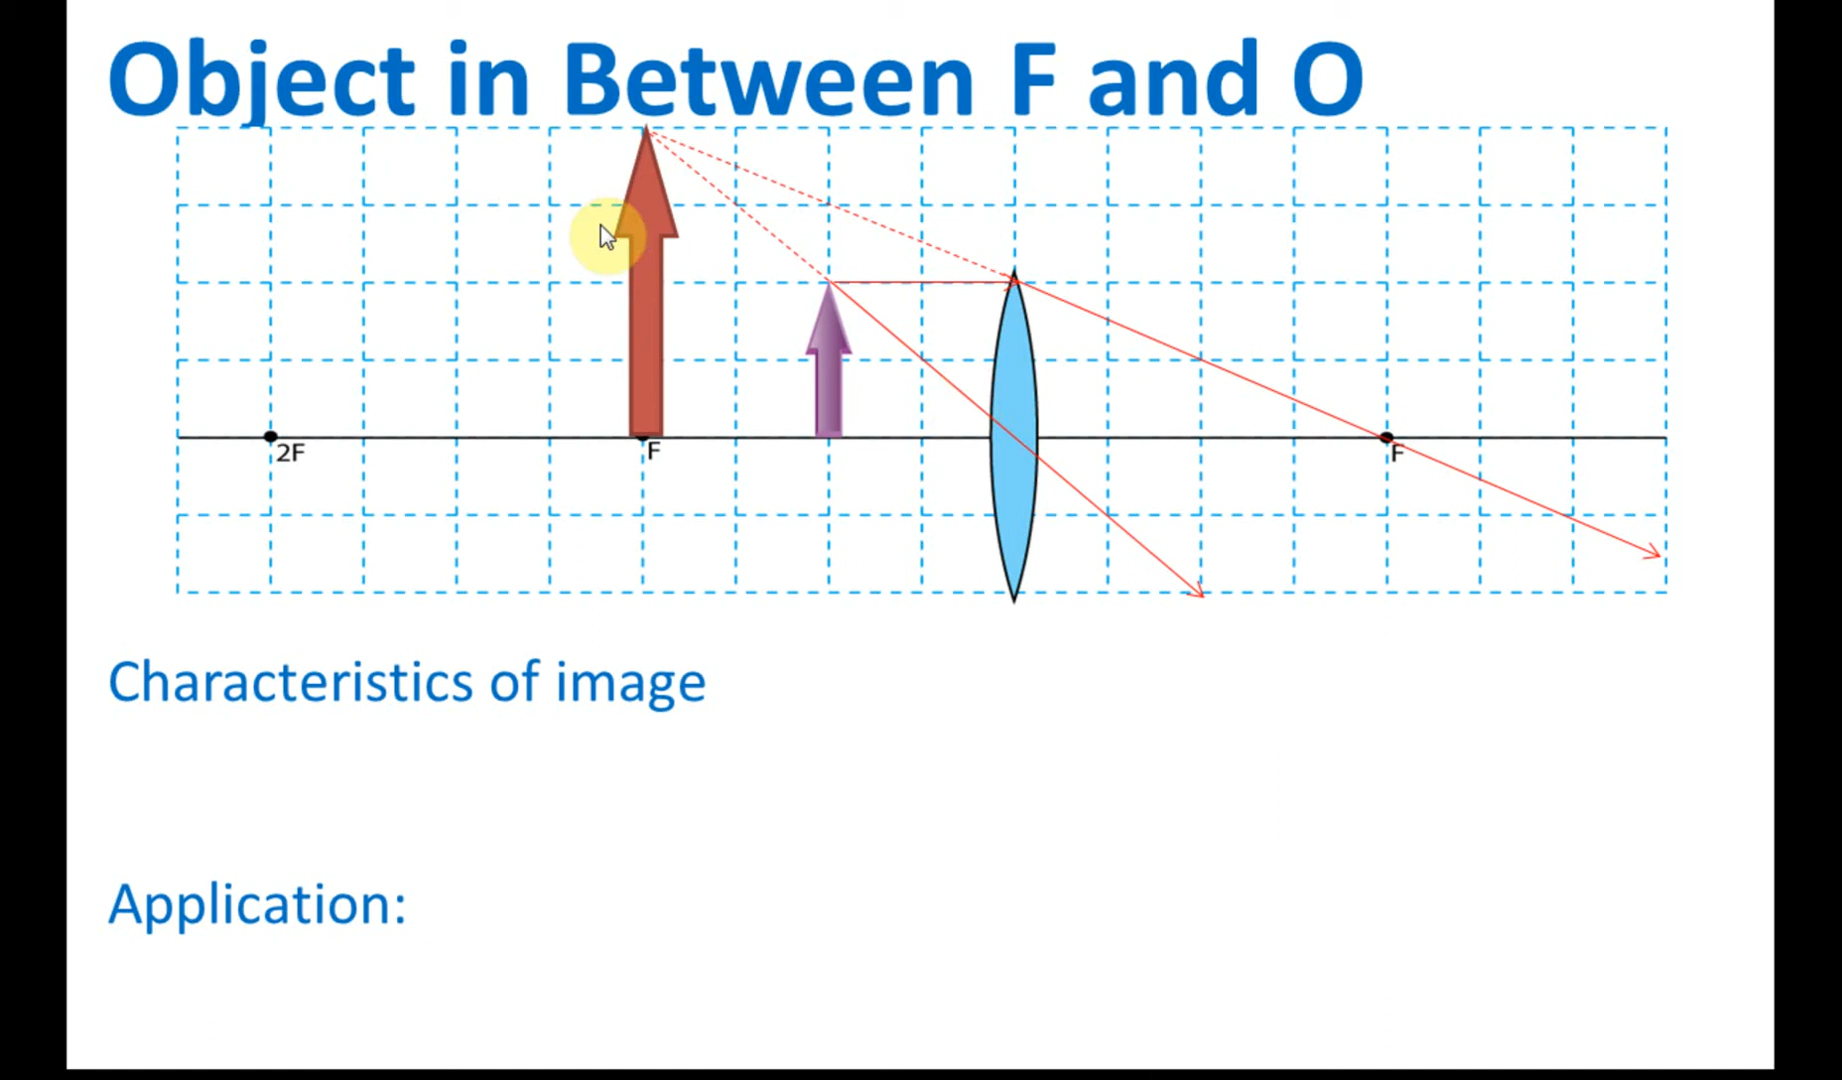 Object in Between F and O
2F
F
F
Characteristics of image
Application: